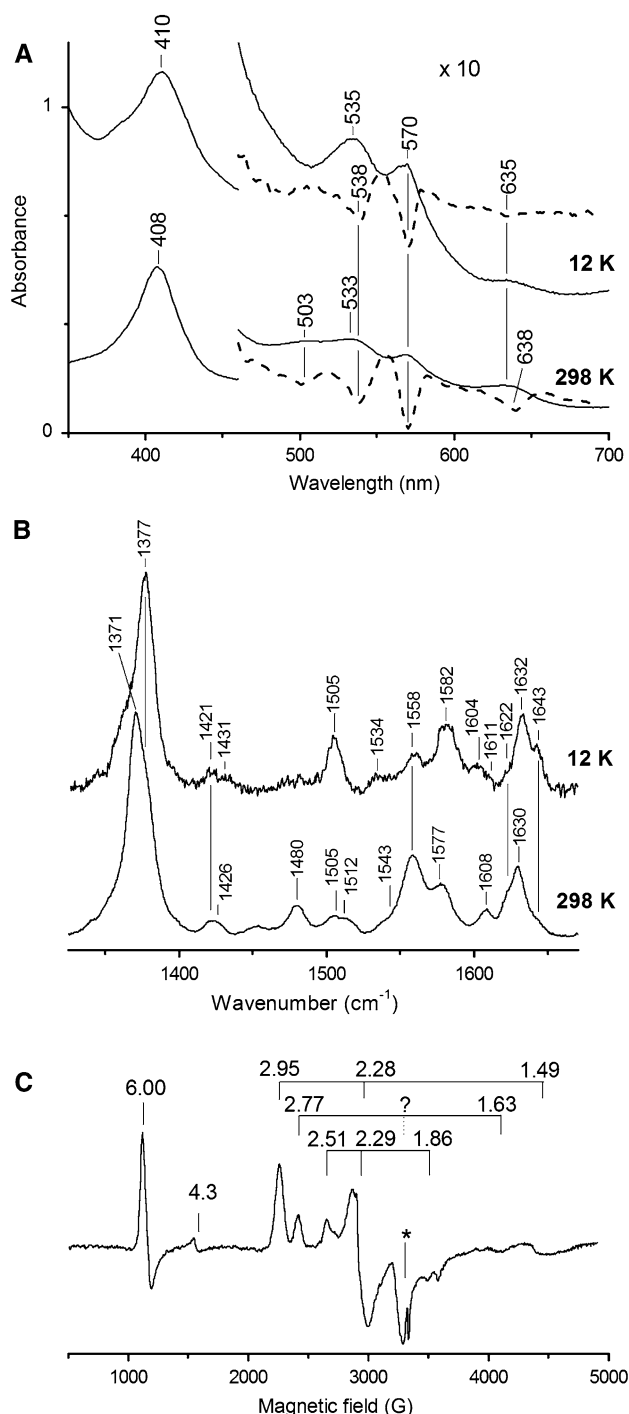 A
410
x 10
1
535
570
538
635
12 K
Absorbance
408
503
533
638
298 K
0
400 500 600 700
Wavelength (nm)
B
1377
1371
1421
1431
1505
1534
1558
1582
1604
1611
1622
1632
1643
12 K
1426
1480
1505
1512
1543
1577
1608
1630
298 K
1400 1500 1600
Wavenumber (cm-1)
C
2.95 2.28 1.49
6.00
2.77 ? 1.63
2.51 2.29 1.86
4.3
*
1000 2000 3000 4000 5000
Magnetic field (G)